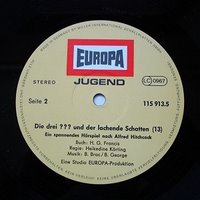 EUROPA
JUGEND
STEREO
LC 0967
Seite 2
115 913.5
Die drei ??? und der lachende Schatten (13)
Ein spannendes Hörspiel nach Alfred Hitchcock
Buch: H. G. Francis
Regie: Heikedine Körting
Musik: B. Brac/ B. George
Eine Studio EUROPA-Produktion